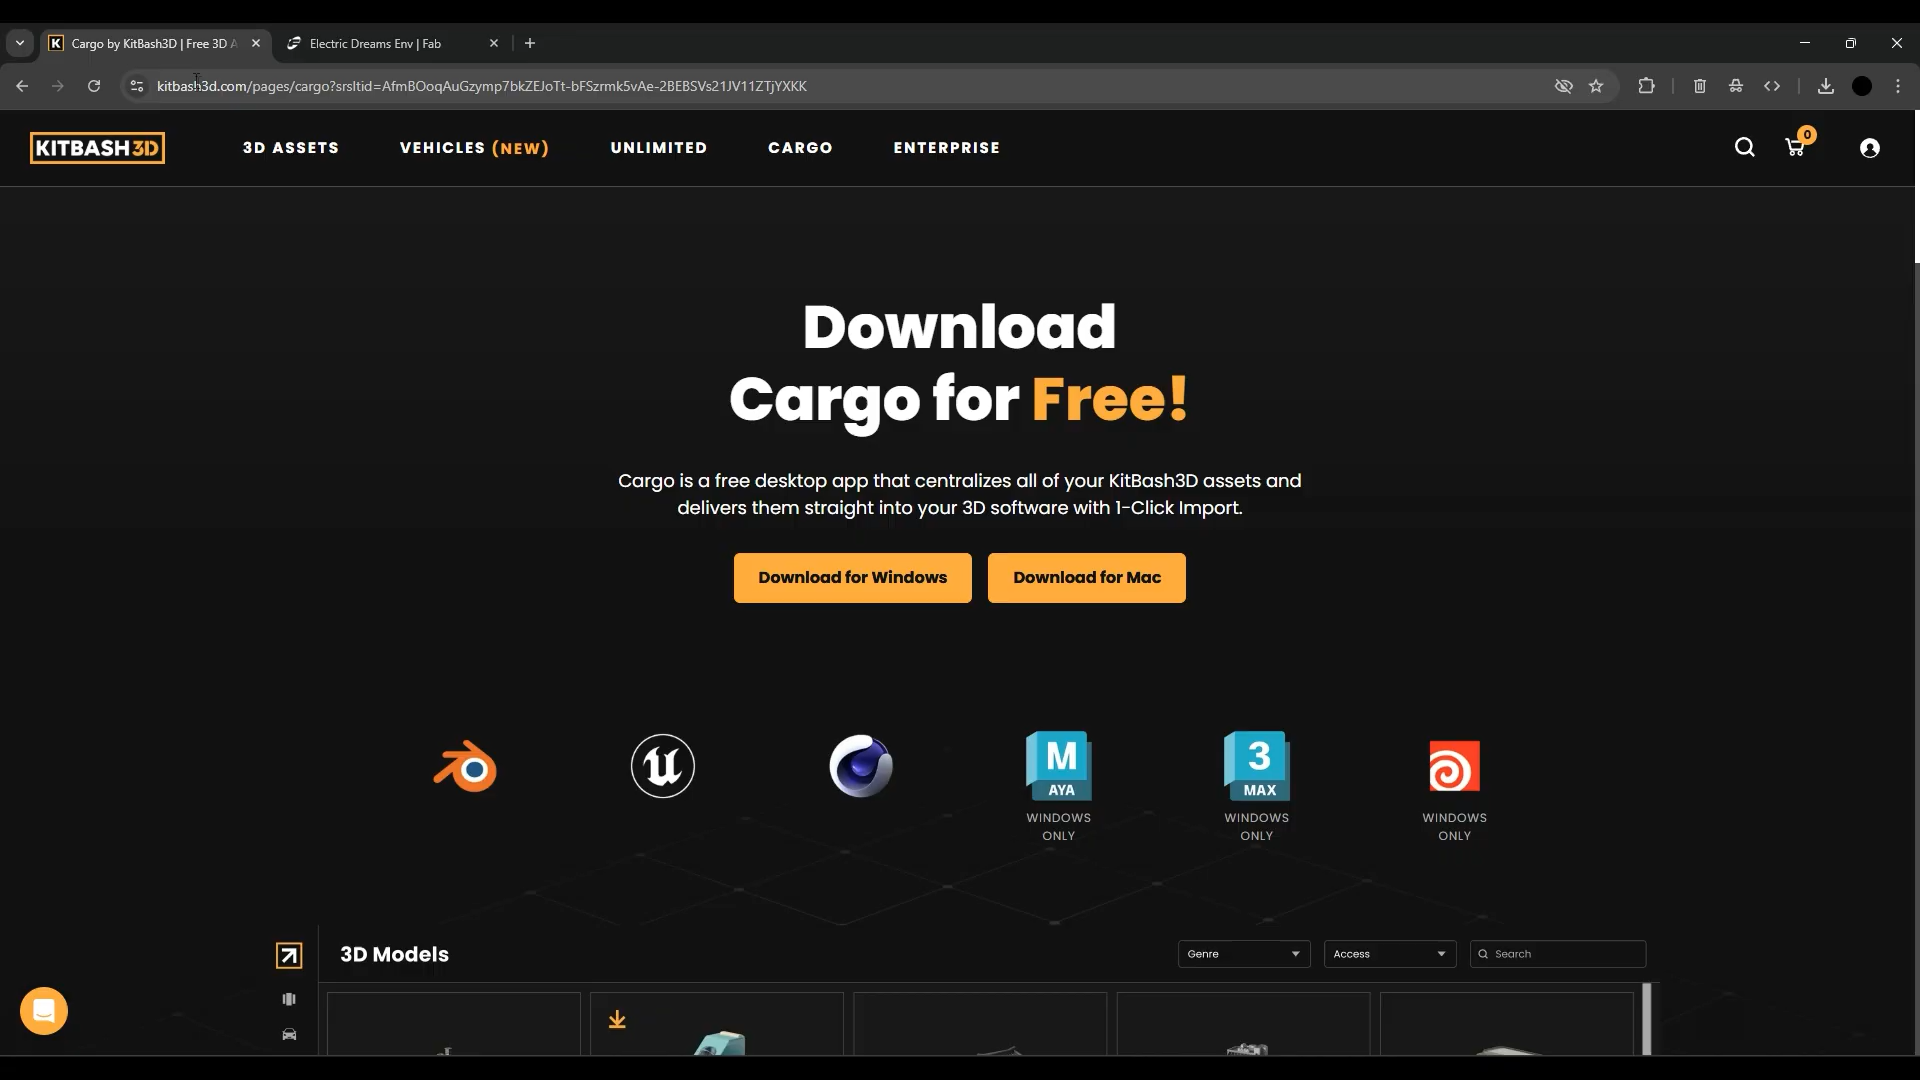 Cargo by KitBash3D | Free 3D A
Electric Dreams Env | Fab
kitbash3d.com/pages/cargo?srsltid=AfmBOoqAuGzymp7bkZEJoTt-bFSzrmk5vAe-2BEBSVs21JV11ZTjYXKK
KITBASH3D
3D ASSETS
VEHICLES (NEW)
UNLIMITED
CARGO
ENTERPRISE
0
Download
Cargo for Free!
Cargo is a free desktop app that centralizes all of your KitBash3D assets and
delivers them straight into your 3D software with 1-Click Import.
Download for Windows
Download for Mac
M
AYA
WINDOWS
ONLY
3
MAX
WINDOWS
ONLY
WINDOWS
ONLY
3D Models
Genre
Access
Search